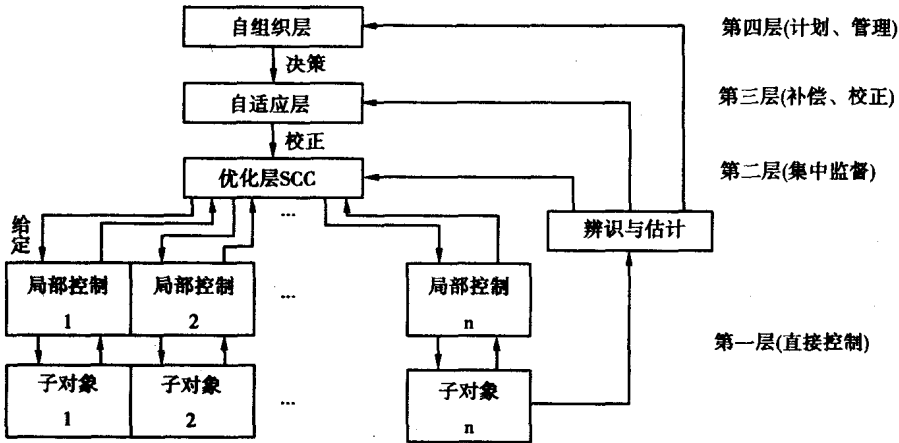 自组织层
第四层(计划、管理)
决策
自适应层
第三层(补偿、校正)
校正
优化层SCC
第二层(集中监督)
...
给定
辨识与估计
局部控制
1
局部控制
2
...
局部控制
n
第一层(直接控制)
子对象
1
子对象
2
...
子对象
n